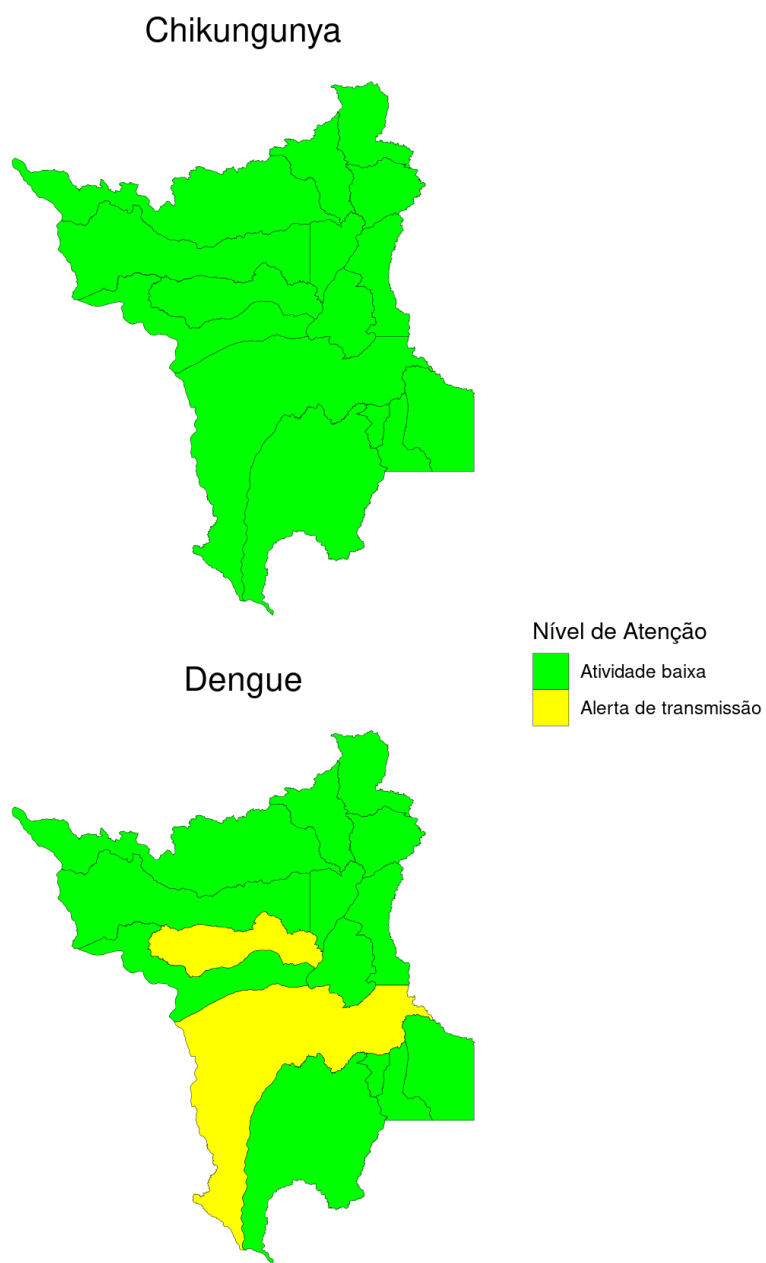 Chikungunya
Nível de Atenção
Atividade baixa
Alerta de transmissão
Dengue